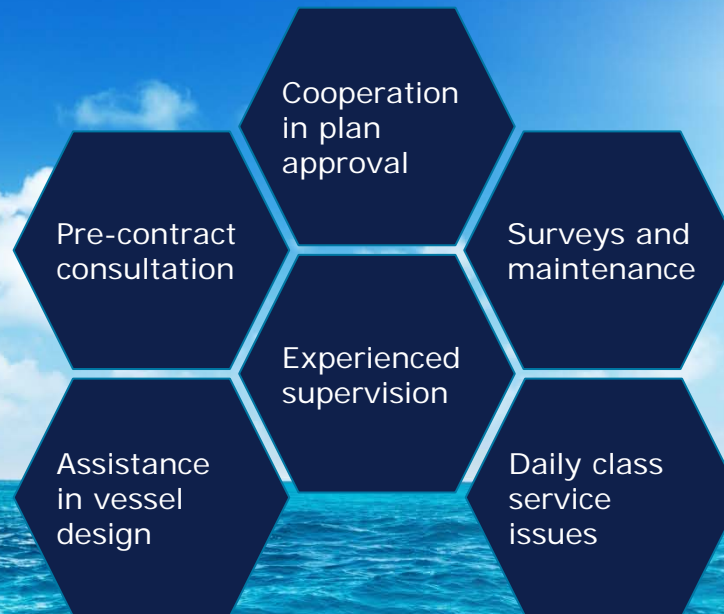 Cooperation
in plan
approval
Pre-contract
consultation
Surveys and
maintenance
Experienced
supervision
Assistance
in vessel
design
Daily class
service
issues